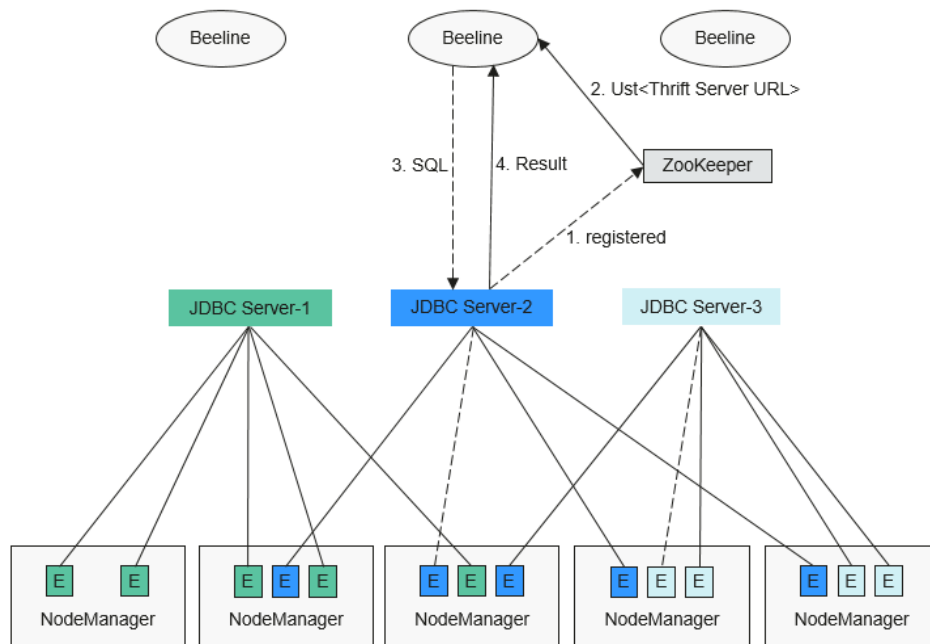 Beeline
Beeline
Beeline
2. Ust<Thrift Server URL>
3. SQL
4. Result
ZooKeeper
1. registered
JDBC Server-1
JDBC Server-2
JDBC Server-3
E
E
E
E
E
E
E
E
E
E
E
E
E
E
NodeManager
NodeManager
NodeManager
NodeManager
NodeManager